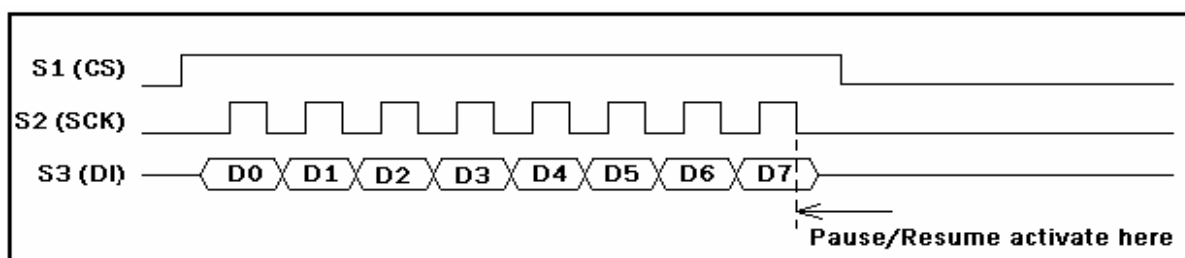 S1 (CS)
S2 (SCK)
S3 (DI) D0 D1 D2 D3 D4 D5 D6 D7
Pause/Resume activate here